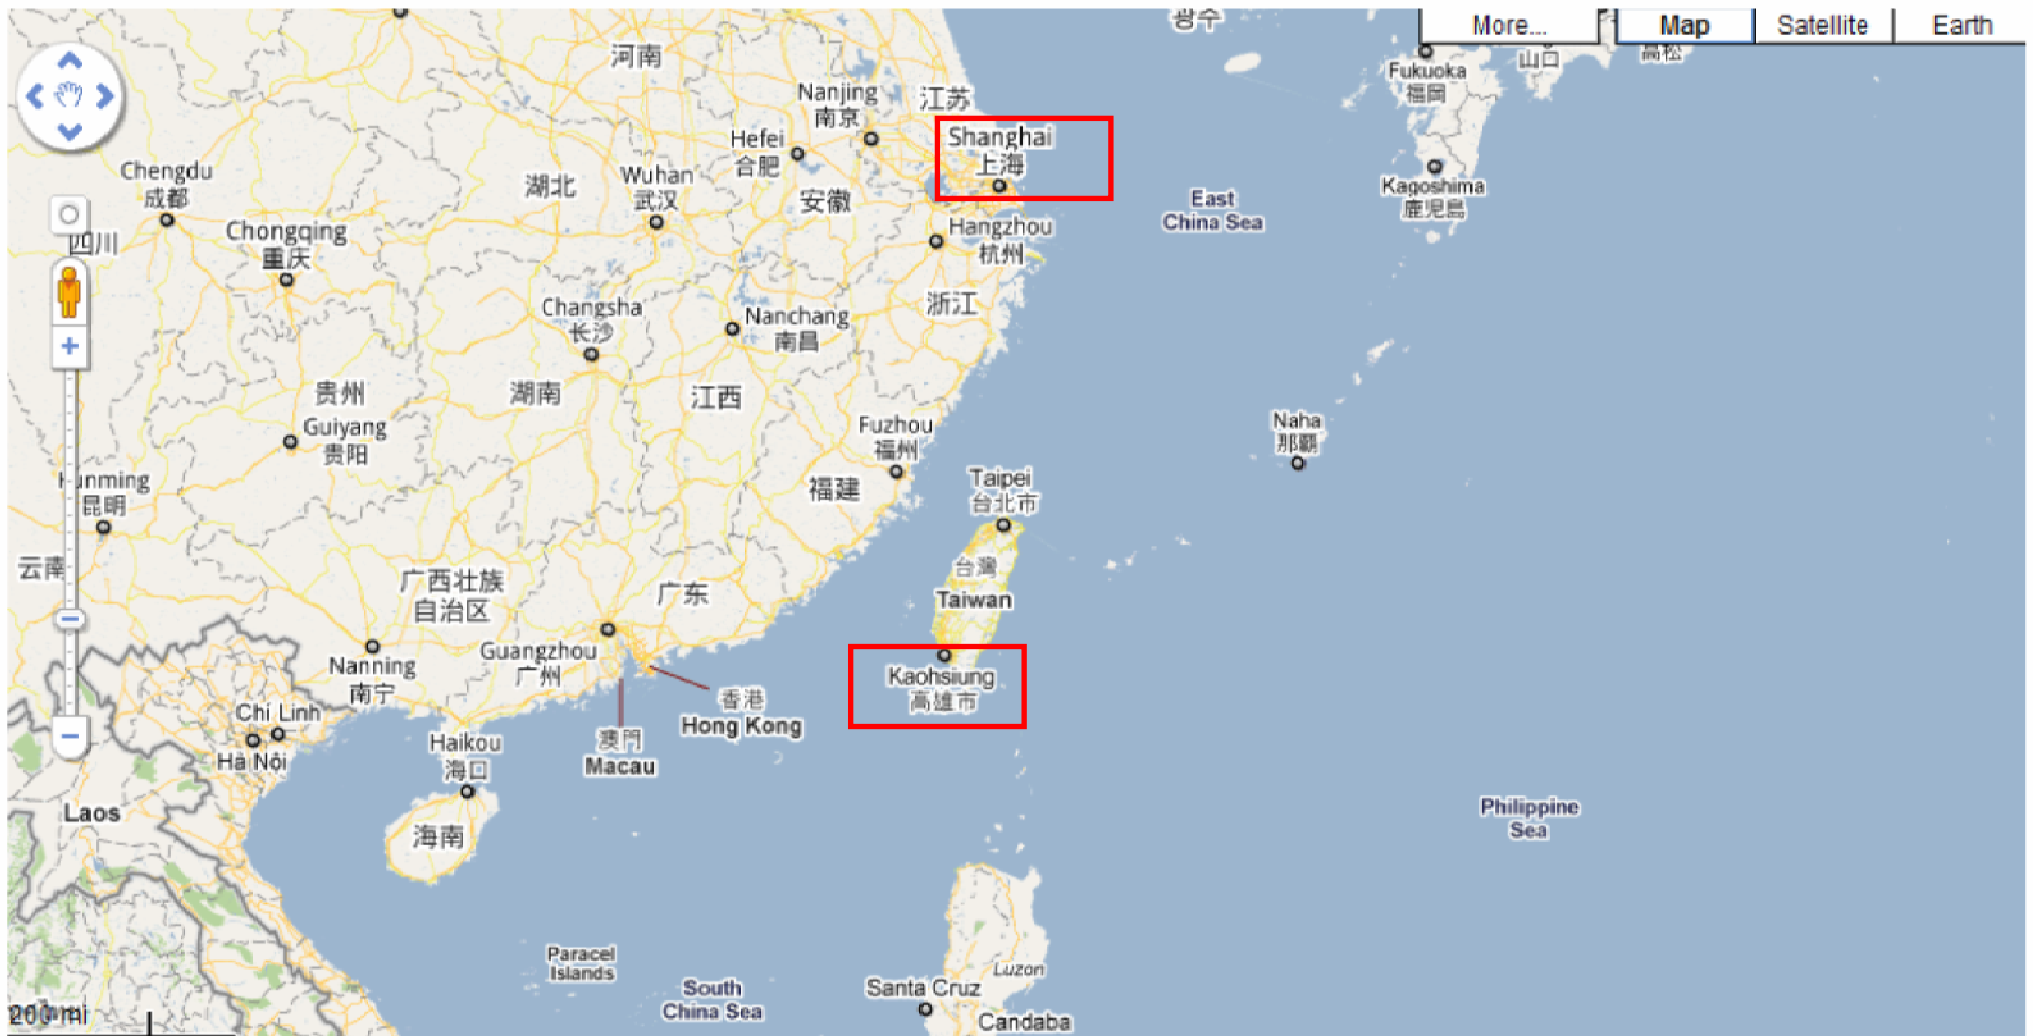 More...
Map
Satellite
Earth
광주
河南
山口
高松
Fukuoka
福岡
Nanjing
南京
江苏
Shanghai
上海
Hefei
合肥
Chengdu
成都
Wuhan
武汉
湖北
安徽
Kagoshima
鹿児島
East
China Sea
四川
Chongqing
重庆
Hangzhou
杭州
浙江
Changsha
长沙
Nanchang
南昌
贵州
湖南
江西
Guiyang
贵阳
Fuzhou
福州
Naha
那覇
昆明
福建
Taipei
台北市
云南
广西壮族
自治区
广东
台灣
Taiwan
Guangzhou
广州
Nanning
南宁
Kaohsiung
高雄市
香港
Hong Kong
澳門
Macau
Chí Linh
Hà Nội
Haikou
海口
Laos
海南
Philippine
Sea
Paracel
Islands
Luzon
South
China Sea
Santa Cruz
Candaba
200 mi